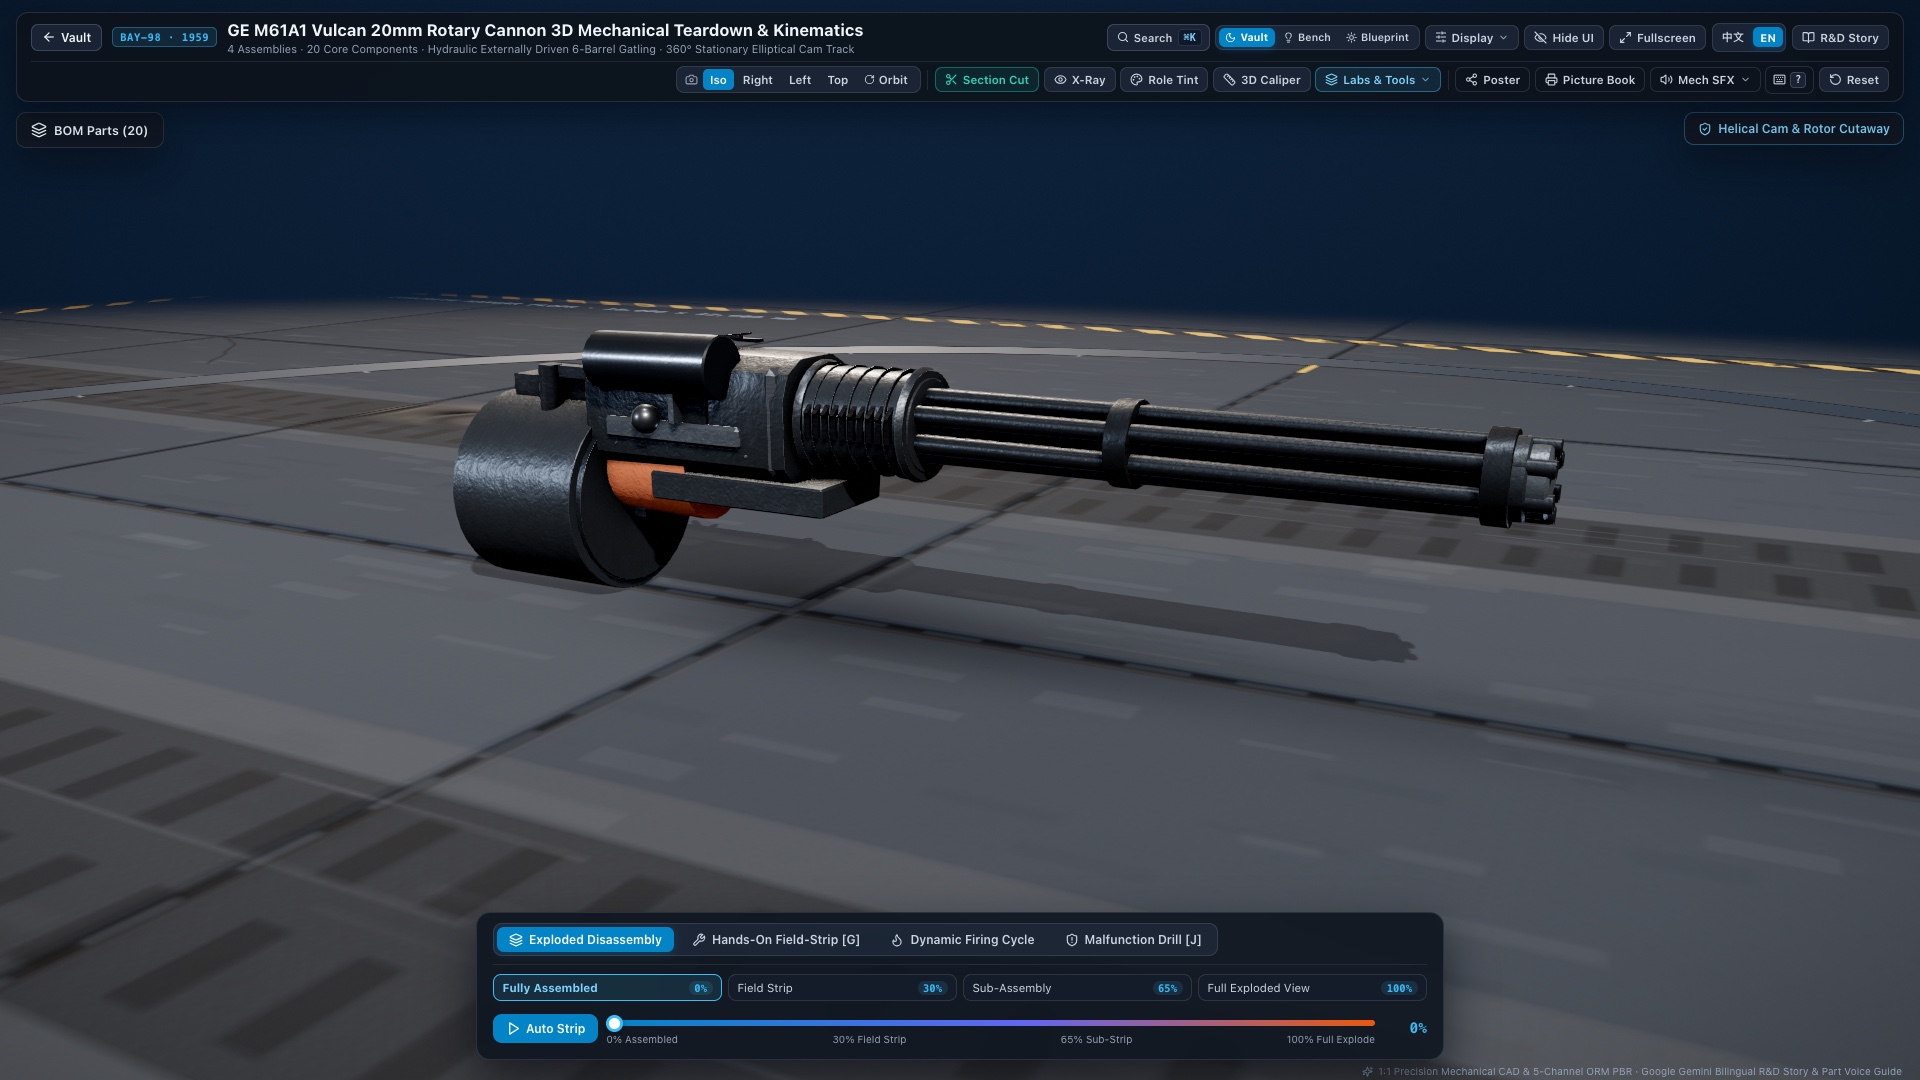 Vault
BAY-98 · 1959
GE M61A1 Vulcan 20mm Rotary Cannon 3D Mechanical Teardown & Kinematics
4 Assemblies · 20 Core Components · Hydraulic Externally Driven 6-Barrel Gatling · 360° Stationary Elliptical Cam Track
Search ⌘K
Vault Bench Blueprint
Display
Hide UI
Fullscreen
中文 EN
R&D Story
Iso Right Left Top Orbit
Section Cut
X-Ray
Role Tint
3D Caliper
Labs & Tools
Poster
Picture Book
Mech SFX
?
Reset
BOM Parts (20)
Helical Cam & Rotor Cutaway
Exploded Disassembly
Hands-On Field-Strip [G]
Dynamic Firing Cycle
Malfunction Drill [J]
Fully Assembled 0%
Field Strip 30%
Sub-Assembly 65%
Full Exploded View 100%
Auto Strip
0%
0% Assembled
30% Field Strip
65% Sub-Strip
100% Full Explode
1:1 Precision Mechanical CAD & 5-Channel ORM PBR · Google Gemini Bilingual R&D Story & Part Voice Guide